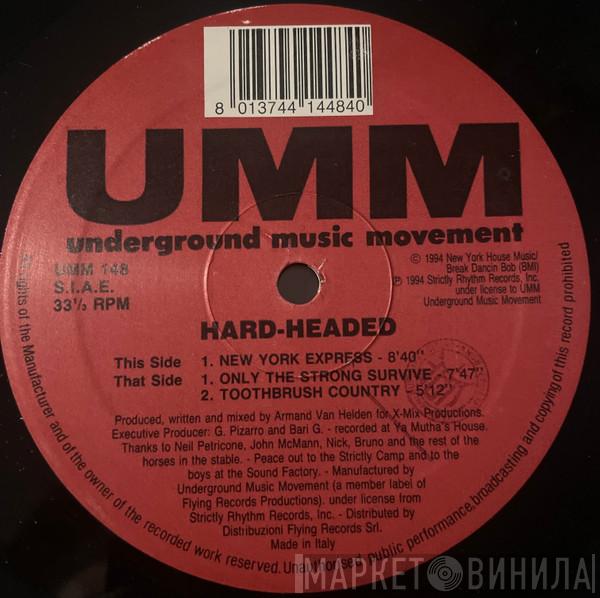 8 013744 144840
UMM
underground music movement
UMM 148
S.I.A.E.
33⅓ RPM
© 1994 New York House Music/
Break Dancin Bob (BMI)
℗ 1994 Strictly Rhythm Records, Inc.
under license to UMM
Underground Music Movement
HARD-HEADED
This Side 1. NEW YORK EXPRESS - 8'40"
That Side 1. ONLY THE STRONG SURVIVE - 7'47"
2. TOOTHBRUSH COUNTRY - 5'12"
Produced, written and mixed by Armand Van Helden for X-Mix Productions.
Executive Producer: G. Pizarro and Bari G. - recorded at Ya Mutha's House.
Thanks to Neil Petricone, John McMann, Nick, Bruno and the rest of the
horses in the stable. - Peace out to the Strictly Camp and to the
boys at the Sound Factory. - Manufactured by
Underground Music Movement (a member label of
Flying Records Productions). under license from
Strictly Rhythm Records, Inc. - Distributed by
Distribuzioni Flying Records Srl.
Made in Italy
All rights of the Manufacturer and of the owner of the recorded work reserved. Unauthorised public performance, broadcasting and copying of this record prohibited
МАРКЕТ ВИНИЛА